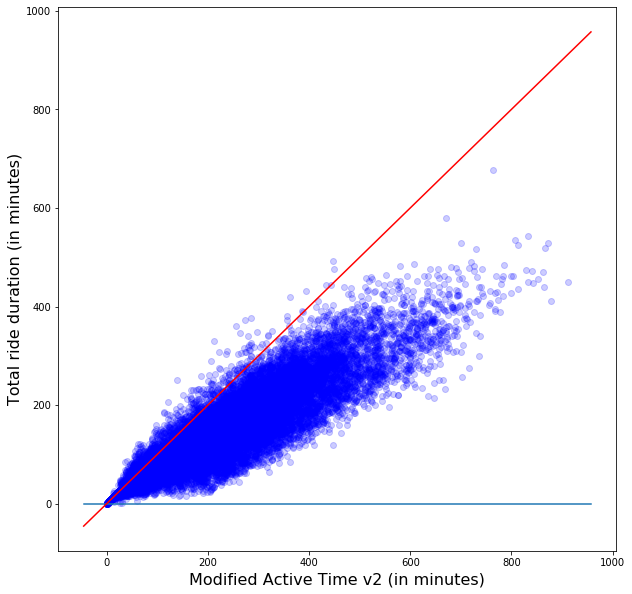 1000
800
600
400
200
0
Total ride duration (in minutes)
0 200 400 600 800 1000
Modified Active Time v2 (in minutes)